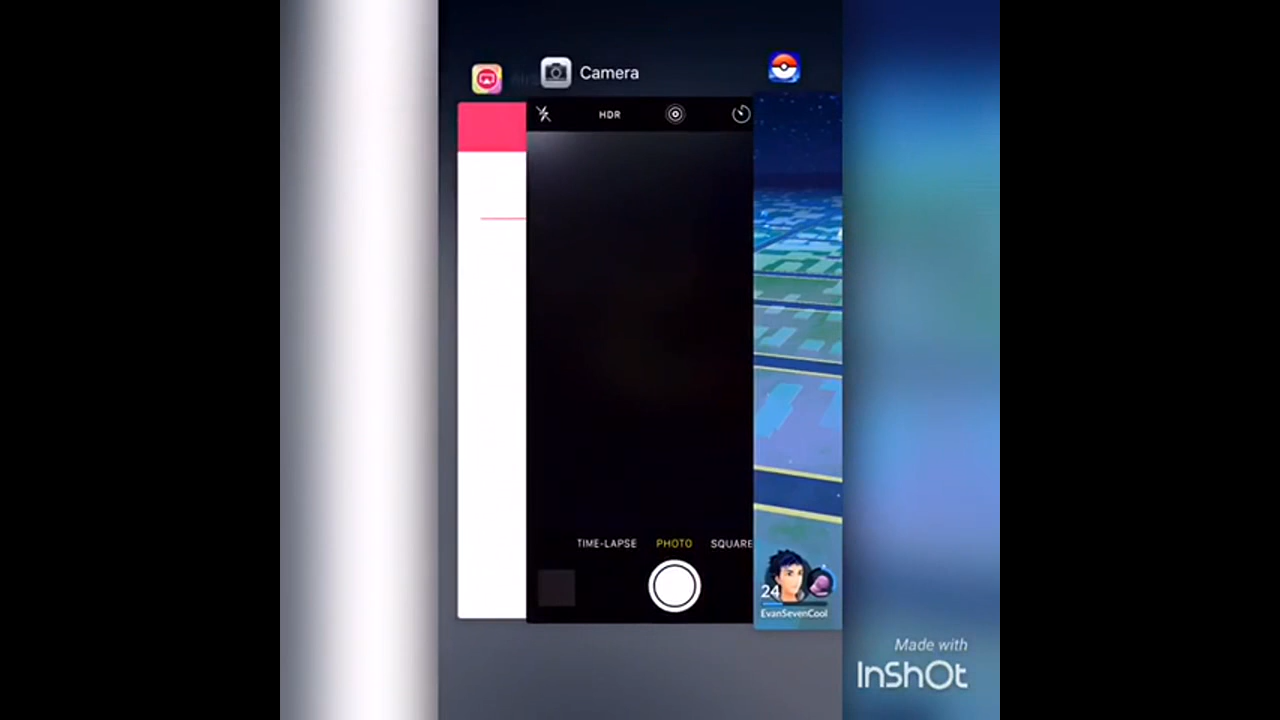 Camera
HDR
TIME-LAPSE PHOTO SQUARE
24
EvanSevenCool
Made with
InShOt